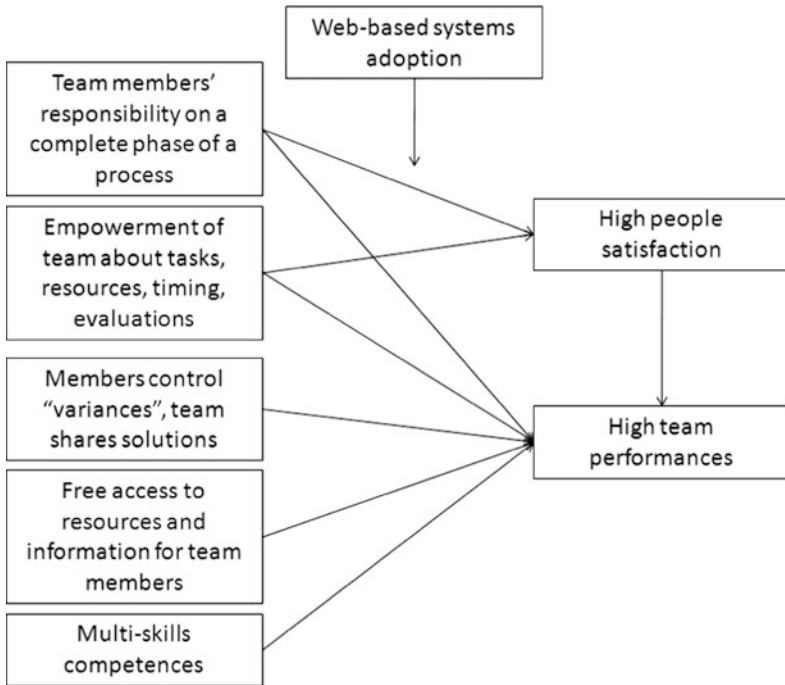 Web-based systems
adoption
Team members’
responsibility on a
complete phase of a
process
Empowerment of
team about tasks,
resources, timing,
evaluations
Members control
“variances”, team
shares solutions
Free access to
resources and
information for team
members
Multi-skills
competences
High people
satisfaction
High team
performances